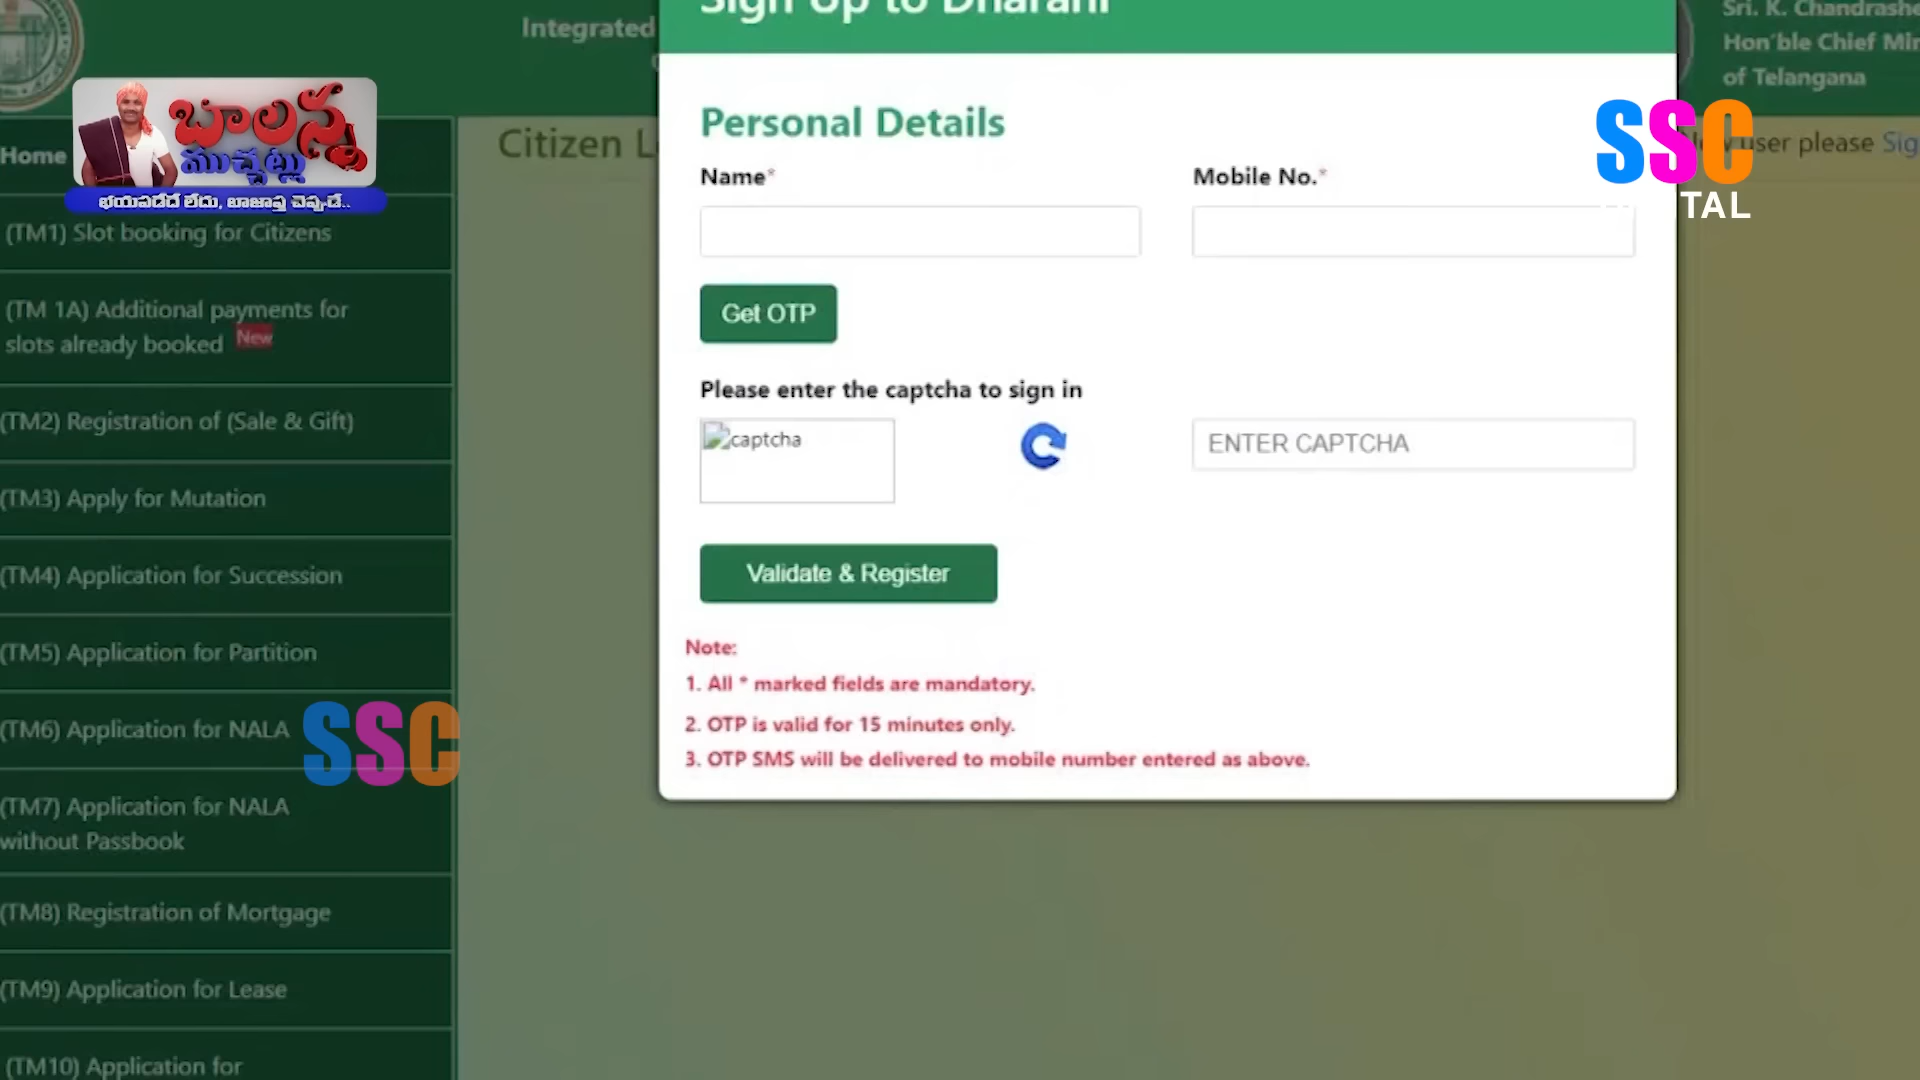 Sign Up to Dharani
Integrated
Sri. K. Chandrashe
Hon'ble Chief Min
of Telangana
బాలన్న
ముచ్చట్లు
భయపడేదే లేదు, బాజాప్త చెప్పుడే..
SSC
TAL
Home
Citizen L
user please Sig
Personal Details
Name*
Mobile No.*
Get OTP
Please enter the captcha to sign in
captcha
ENTER CAPTCHA
Validate & Register
Note:
1. All * marked fields are mandatory.
2. OTP is valid for 15 minutes only.
3. OTP SMS will be delivered to mobile number entered as above.
(TM1) Slot booking for Citizens
(TM 1A) Additional payments for
slots already booked New
(TM2) Registration of (Sale & Gift)
(TM3) Apply for Mutation
(TM4) Application for Succession
(TM5) Application for Partition
(TM6) Application for NALA
SSC
(TM7) Application for NALA
without Passbook
(TM8) Registration of Mortgage
(TM9) Application for Lease
(TM10) Application for